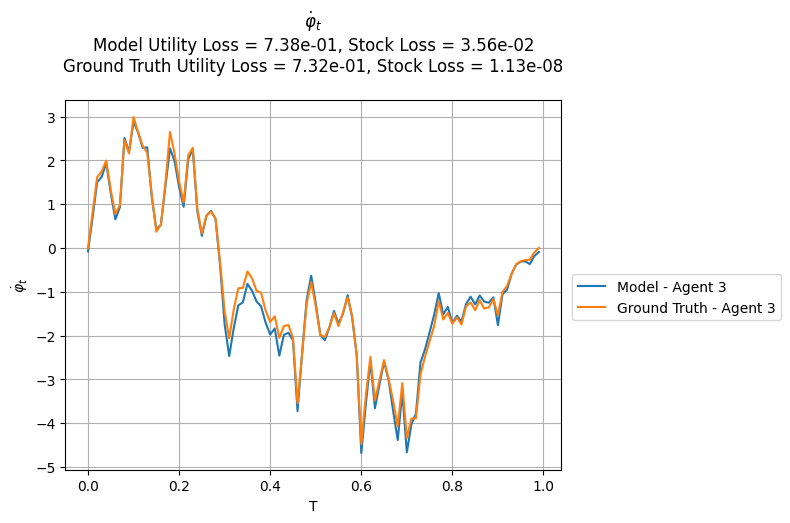 φ̇ₜ
Model Utility Loss = 7.38e-01, Stock Loss = 3.56e-02
Ground Truth Utility Loss = 7.32e-01, Stock Loss = 1.13e-08
3
2
1
0
−1
−2
−3
−4
−5
φ̇ₜ
0.0 0.2 0.4 0.6 0.8 1.0
T
Model - Agent 3
Ground Truth - Agent 3